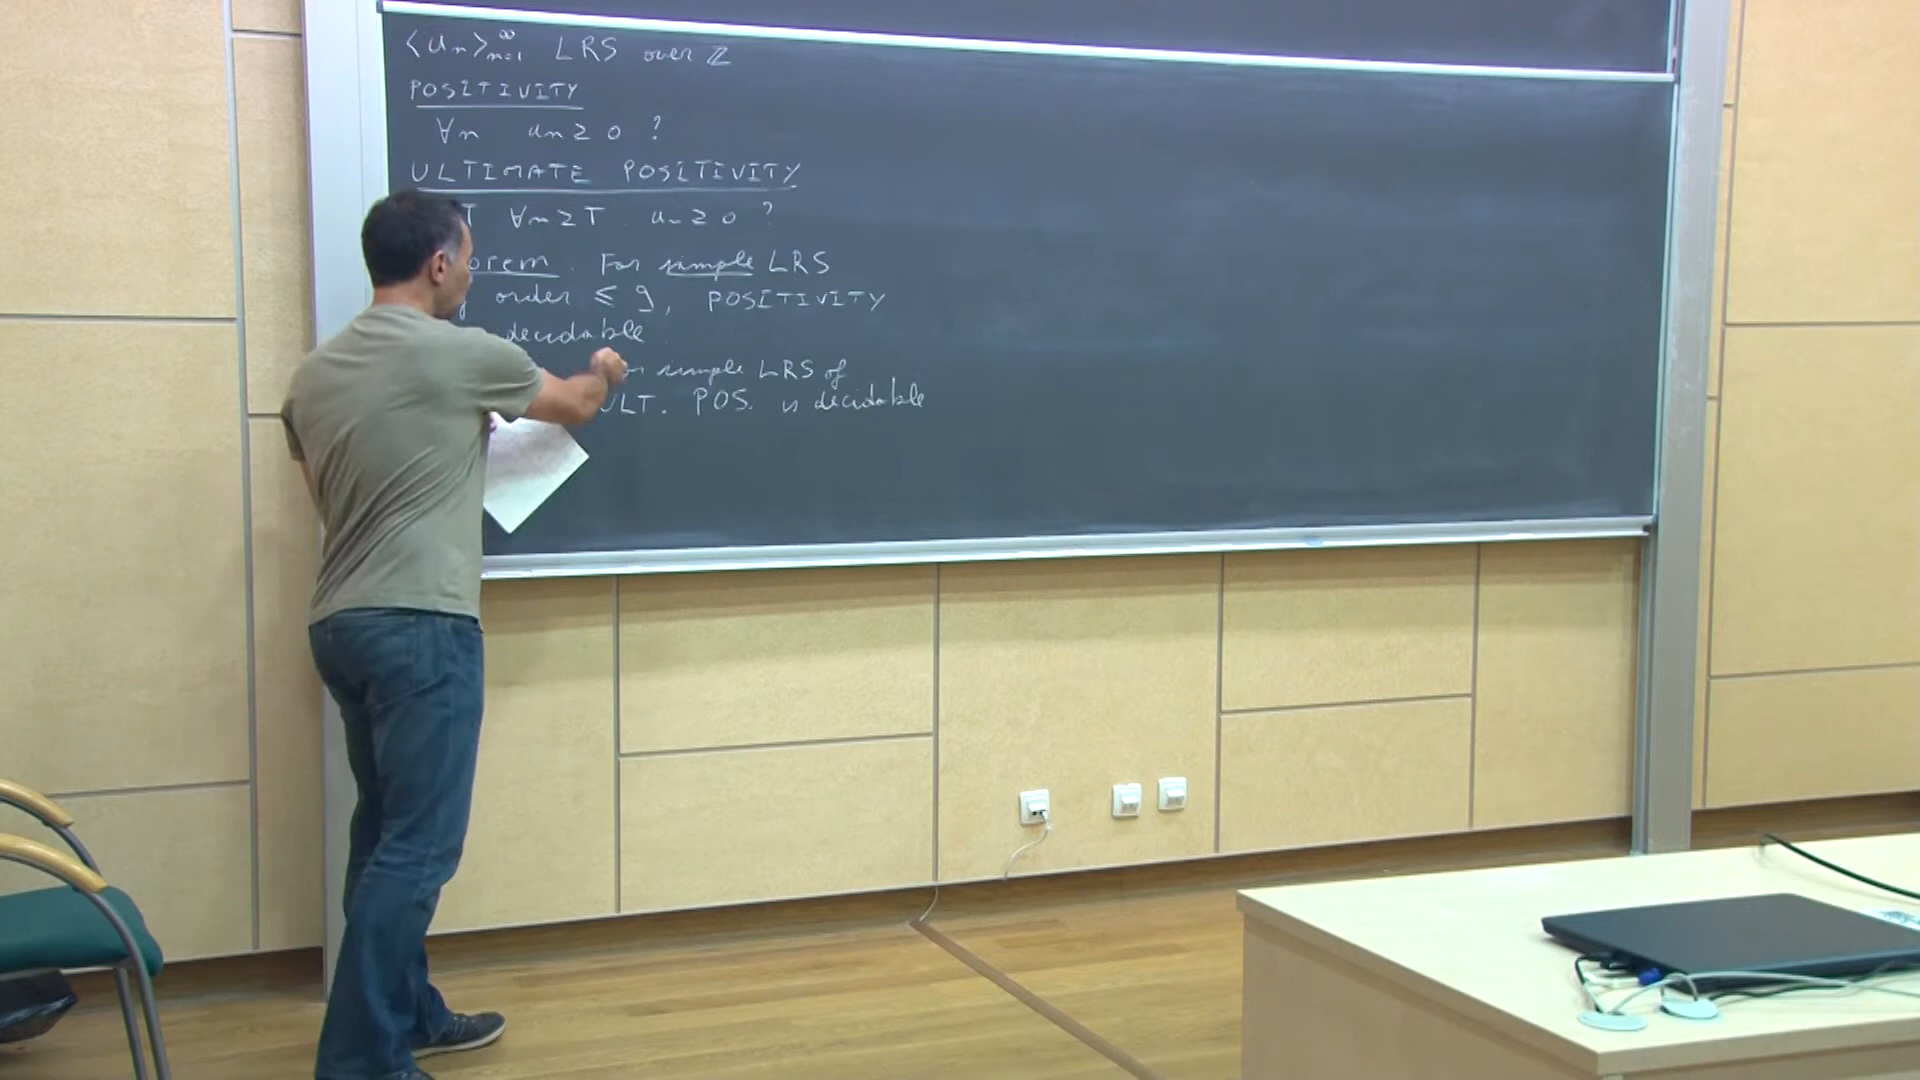 ⟨uₙ⟩ₙ₌₁^∞ LRS over ℤ
POSITIVITY
∀n uₙ ≥ 0 ?
ULTIMATE POSITIVITY
T ∀n ≥ T uₙ ≥ 0 ?
orem. For simple LRS
order ≤ 9, POSITIVITY
decidable.
simple LRS of
ULT. POS. is decidable